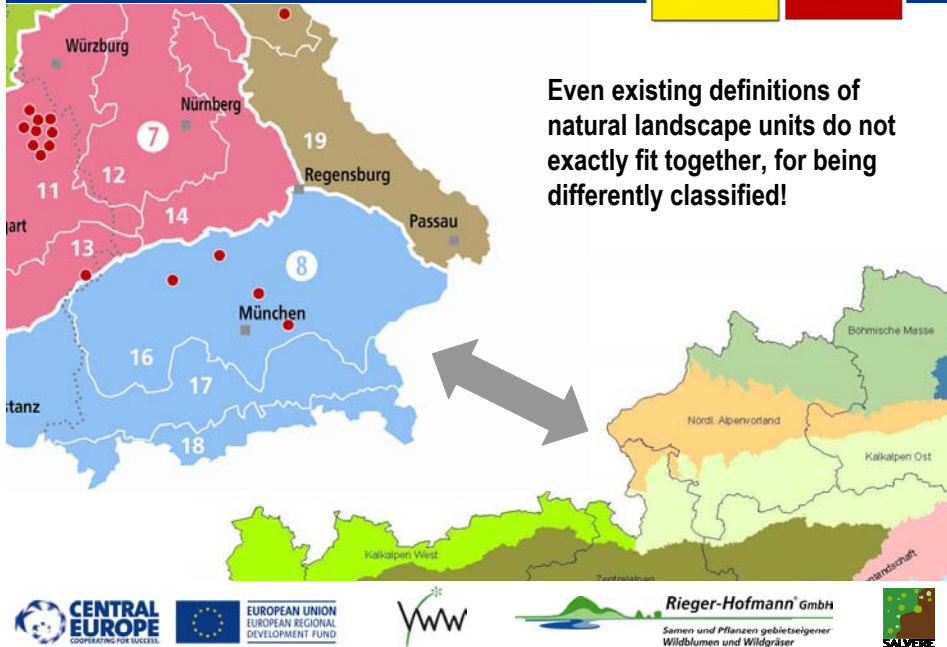 Würzburg
Nürnberg
7
19
11
12
Regensburg
14
Passau
gart
13
8
München
16
17
stanz
18
Even existing definitions of
natural landscape units do not
exactly fit together, for being
differently classified!
Böhmische Masse
Nördl. Alpenvorland
Kalkalpen Ost
Kalkalpen West
Zentralalpen
nlandschaft
CENTRAL
EUROPE
COOPERATING FOR SUCCESS.
EUROPEAN UNION
EUROPEAN REGIONAL
DEVELOPMENT FUND
VWW
Rieger-Hofmann® GmbH
Samen und Pflanzen gebietseigener
Wildblumen und Wildgräser
SALVERE